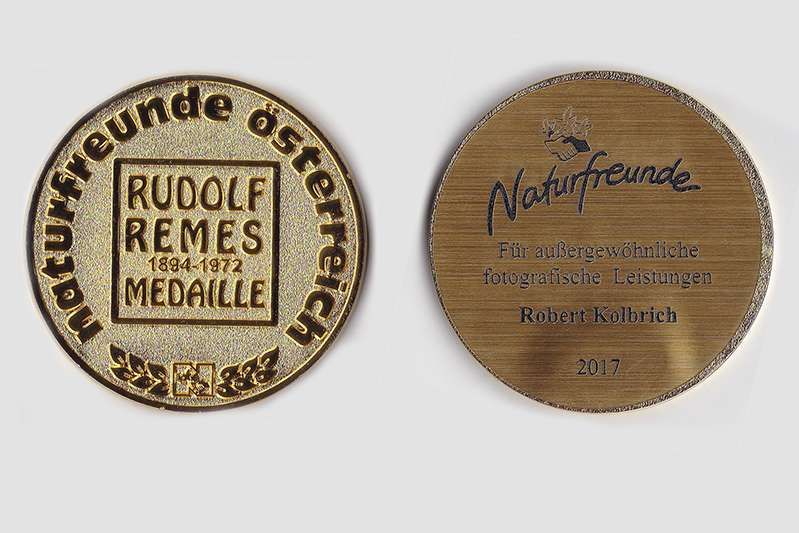 naturfreunde österreich
RUDOLF
REMES
1894-1972
MEDAILLE
Naturfreunde
Für außergewöhnliche
fotografische Leistungen
Robert Kolbrich
2017